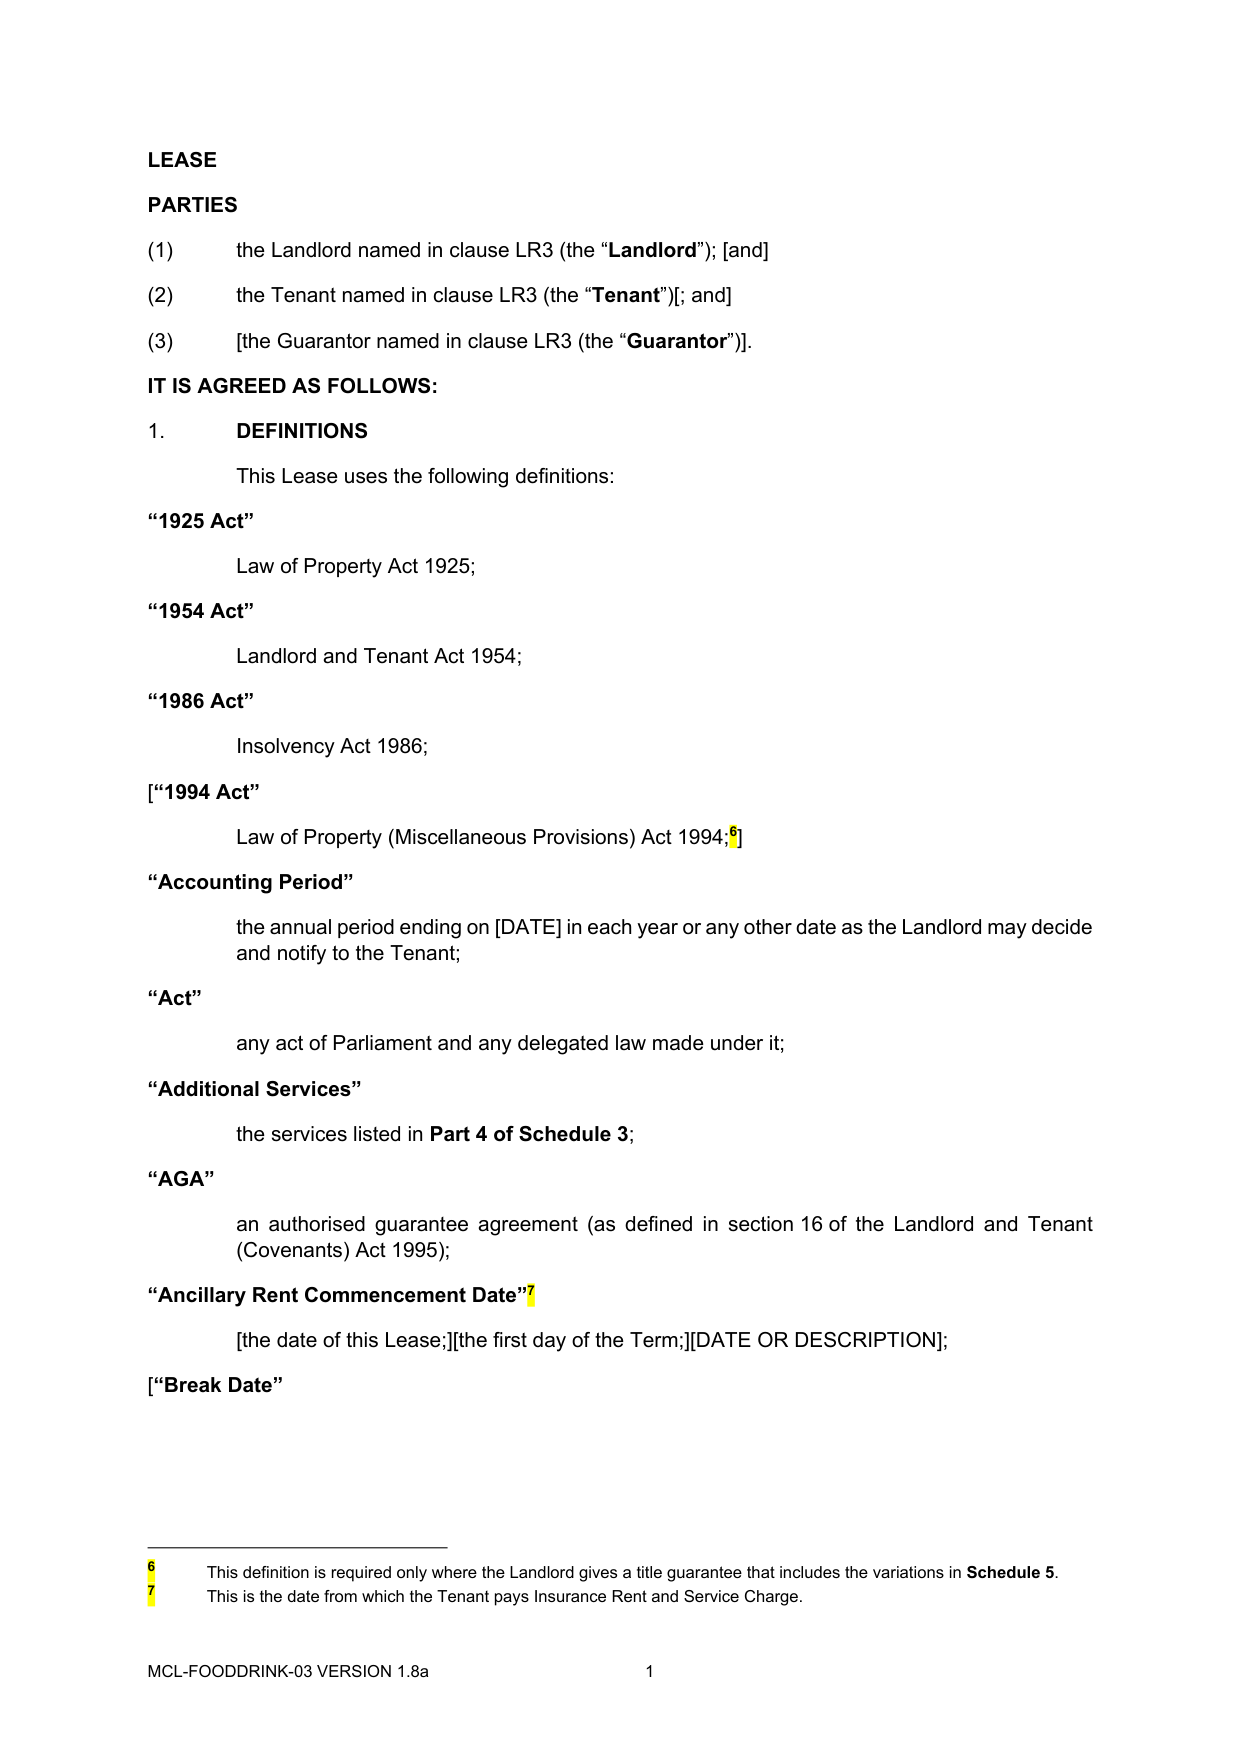 LEASE
PARTIES
(1) the Landlord named in clause LR3 (the “Landlord”); [and]
(2) the Tenant named in clause LR3 (the “Tenant”)[; and]
(3) [the Guarantor named in clause LR3 (the “Guarantor”)].
IT IS AGREED AS FOLLOWS:
1. DEFINITIONS
This Lease uses the following definitions:
“1925 Act”
Law of Property Act 1925;
“1954 Act”
Landlord and Tenant Act 1954;
“1986 Act”
Insolvency Act 1986;
[“1994 Act”
Law of Property (Miscellaneous Provisions) Act 1994;6]
“Accounting Period”
the annual period ending on [DATE] in each year or any other date as the Landlord may decide
and notify to the Tenant;
“Act”
any act of Parliament and any delegated law made under it;
“Additional Services”
the services listed in Part 4 of Schedule 3;
“AGA”
an authorised guarantee agreement (as defined in section 16 of the Landlord and Tenant
(Covenants) Act 1995);
“Ancillary Rent Commencement Date”7
[the date of this Lease;][the first day of the Term;][DATE OR DESCRIPTION];
[“Break Date”
6 This definition is required only where the Landlord gives a title guarantee that includes the variations in Schedule 5.
7 This is the date from which the Tenant pays Insurance Rent and Service Charge.
MCL-FOODDRINK-03 VERSION 1.8a 1